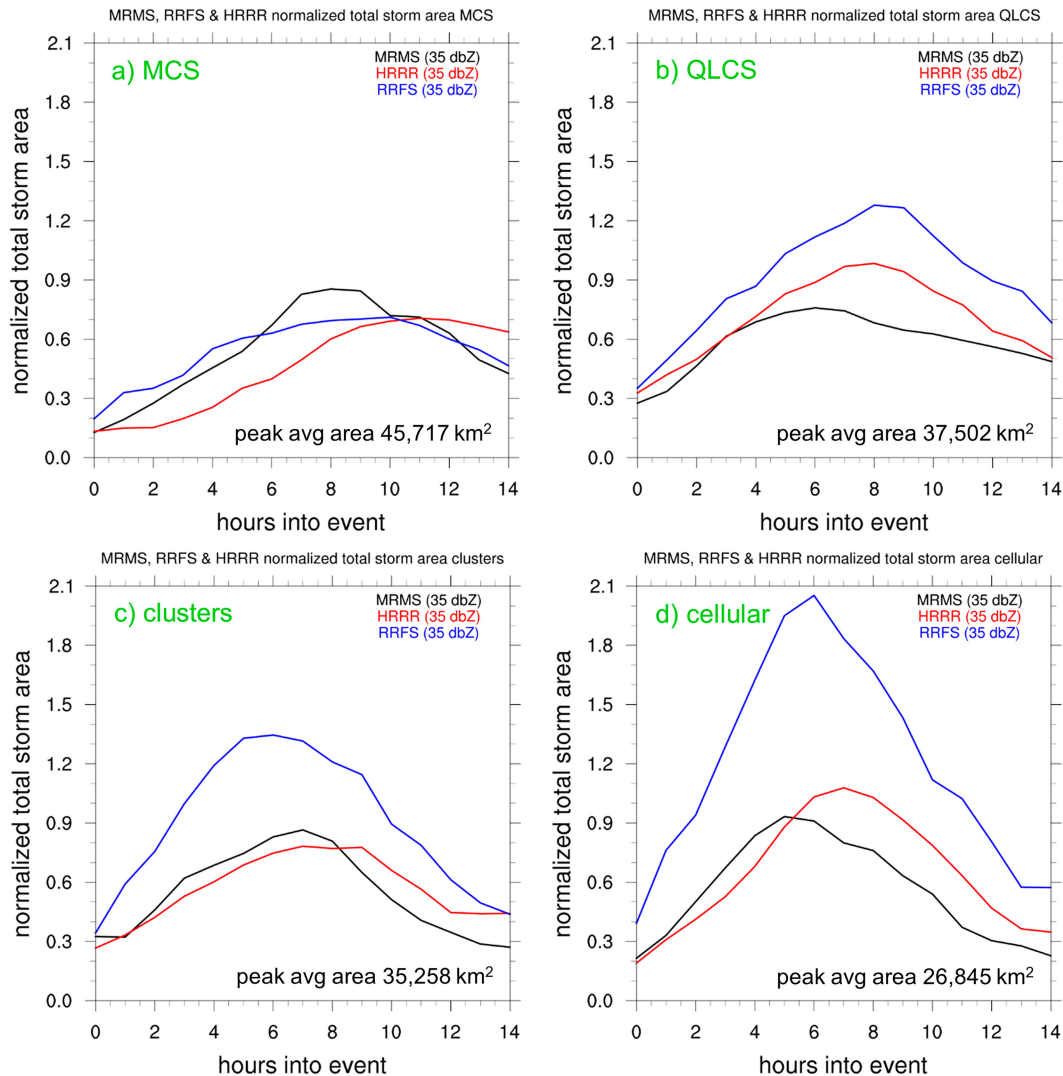 MRMS, RRFS & HRRR normalized total storm area MCS
a) MCS
MRMS (35 dbZ)
HRRR (35 dbZ)
RRFS (35 dbZ)
normalized total storm area
2.1
1.8
1.5
1.2
0.9
0.6
0.3
0.0
peak avg area 45,717 km²
0 2 4 6 8 10 12 14
hours into event
MRMS, RRFS & HRRR normalized total storm area QLCS
b) QLCS
MRMS (35 dbZ)
HRRR (35 dbZ)
RRFS (35 dbZ)
normalized total storm area
2.1
1.8
1.5
1.2
0.9
0.6
0.3
0.0
peak avg area 37,502 km²
0 2 4 6 8 10 12 14
hours into event
MRMS, RRFS & HRRR normalized total storm area clusters
c) clusters
MRMS (35 dbZ)
HRRR (35 dbZ)
RRFS (35 dbZ)
normalized total storm area
2.1
1.8
1.5
1.2
0.9
0.6
0.3
0.0
peak avg area 35,258 km²
0 2 4 6 8 10 12 14
hours into event
MRMS, RRFS & HRRR normalized total storm area cellular
d) cellular
MRMS (35 dbZ)
HRRR (35 dbZ)
RRFS (35 dbZ)
normalized total storm area
2.1
1.8
1.5
1.2
0.9
0.6
0.3
0.0
peak avg area 26,845 km²
0 2 4 6 8 10 12 14
hours into event